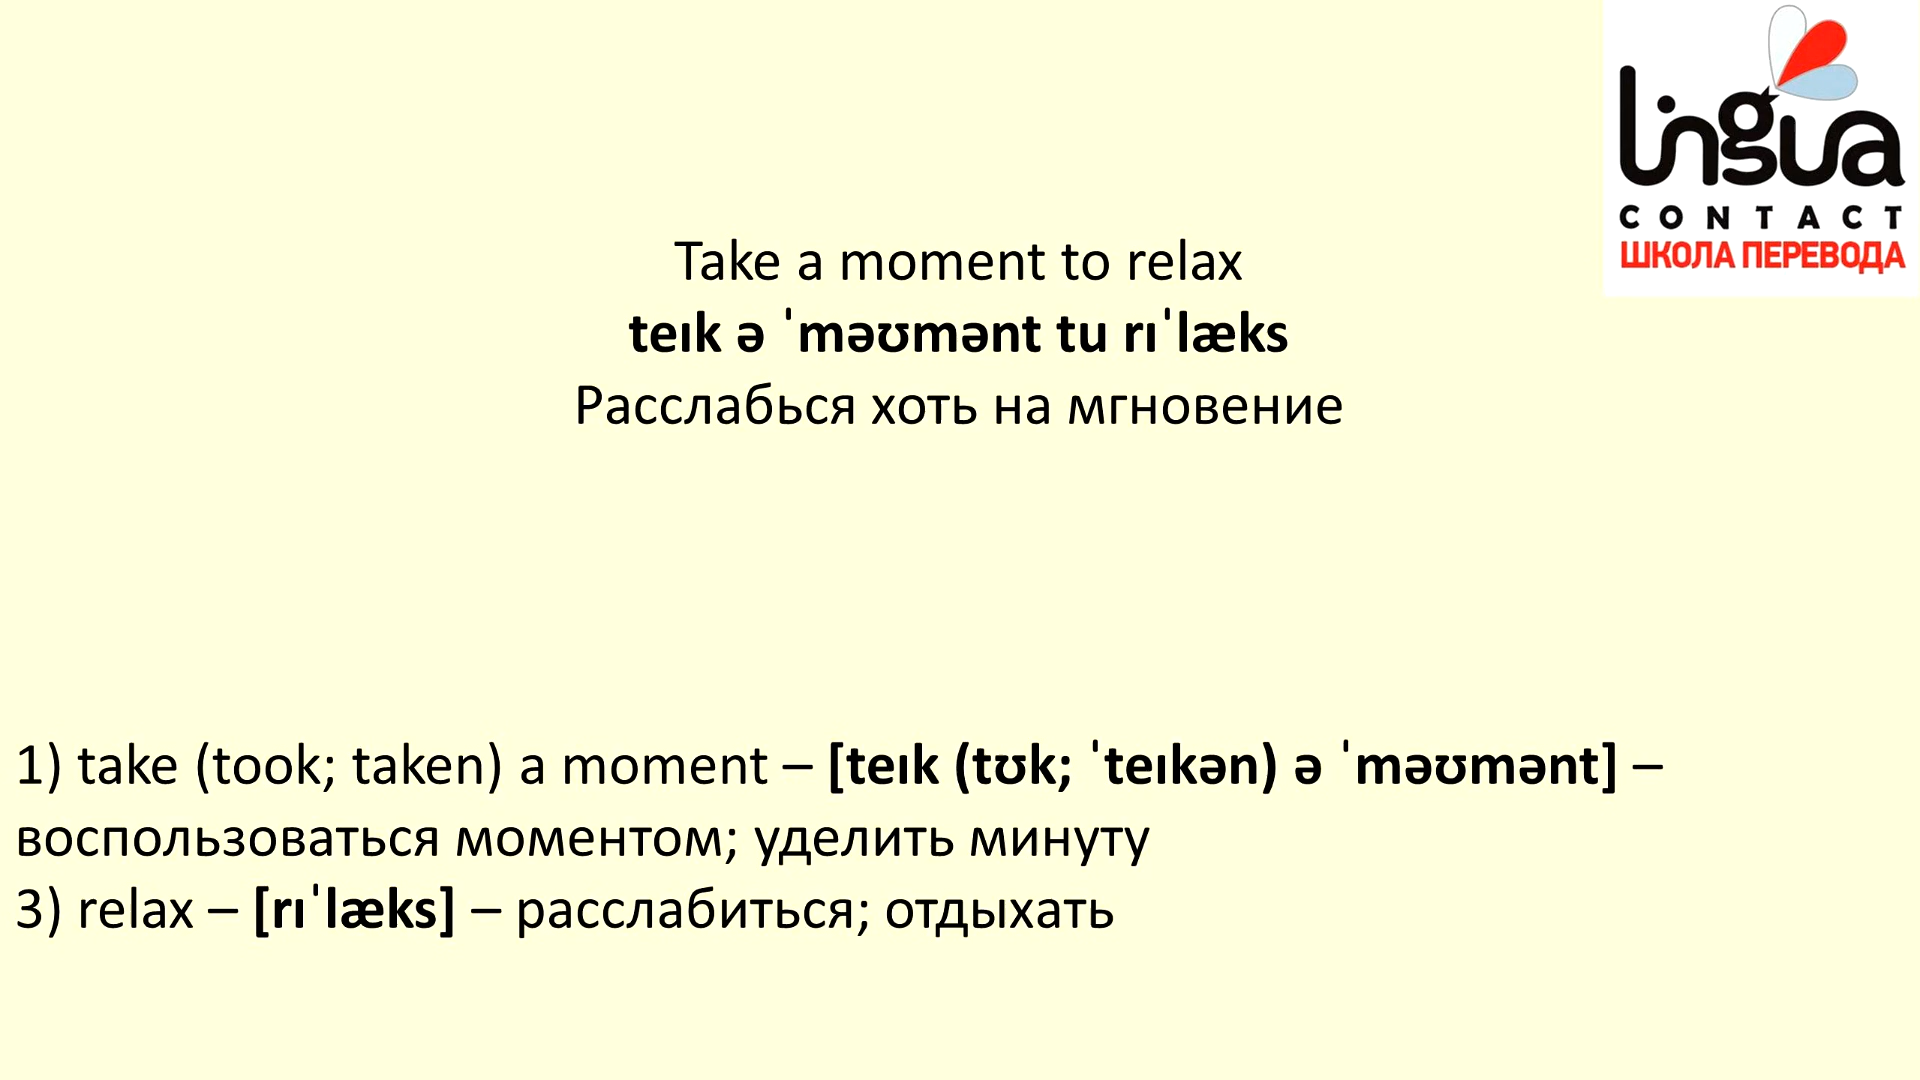 Lingua
CONTACT
ШКОЛА ПЕРЕВОДА
Take a moment to relax
teɪk ə ˈməʊmənt tu rɪˈlæks
Расслабься хоть на мгновение
1) take (took; taken) a moment – [teɪk (tʊk; ˈteɪkən) ə ˈməʊmənt] –
воспользоваться моментом; уделить минуту
3) relax – [rɪˈlæks] – расслабиться; отдыхать